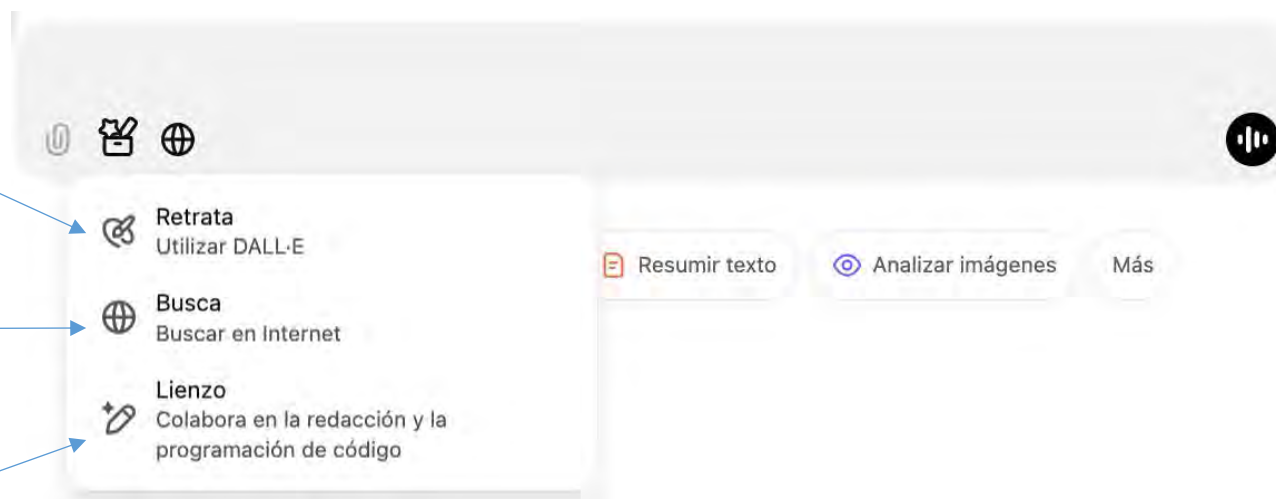 Retrata
Utilizar DALL·E
Busca
Buscar en Internet
Lienzo
Colabora en la redacción y la
programación de código
Resumir texto
Analizar imágenes
Más